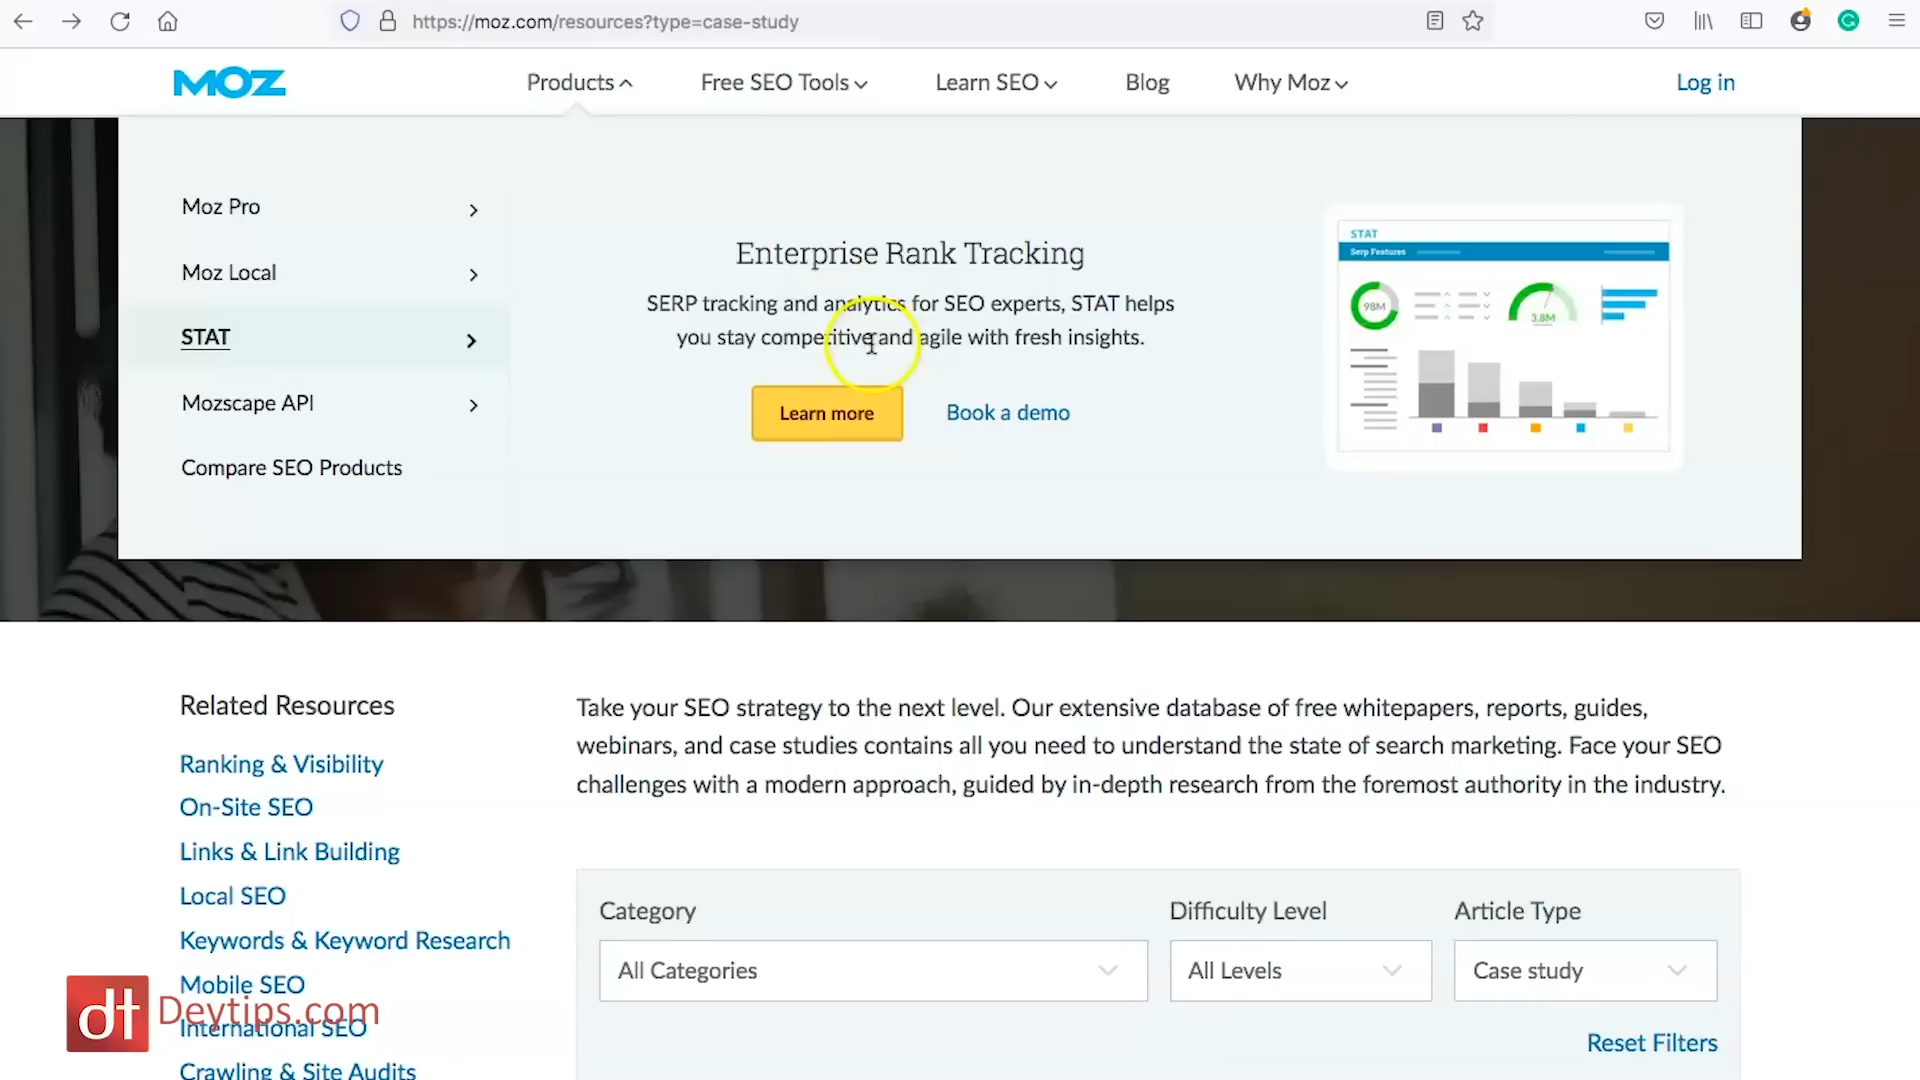 https://moz.com/resources?type=case-study
MOZ
Products
Free SEO Tools
Learn SEO
Blog
Why Moz
Log in
Moz Pro
Moz Local
STAT
Mozscape API
Compare SEO Products
Enterprise Rank Tracking
SERP tracking and analytics for SEO experts, STAT helps
you stay competitive and agile with fresh insights.
Learn more
Book a demo
STAT
Serp Features
98M
3.8M
Related Resources
Ranking & Visibility
On-Site SEO
Links & Link Building
Local SEO
Keywords & Keyword Research
Mobile SEO
International SEO
Crawling & Site Audits
Take your SEO strategy to the next level. Our extensive database of free whitepapers, reports, guides,
webinars, and case studies contains all you need to understand the state of search marketing. Face your SEO
challenges with a modern approach, guided by in-depth research from the foremost authority in the industry.
Category
All Categories
Difficulty Level
All Levels
Article Type
Case study
Reset Filters
dt Deytips.com